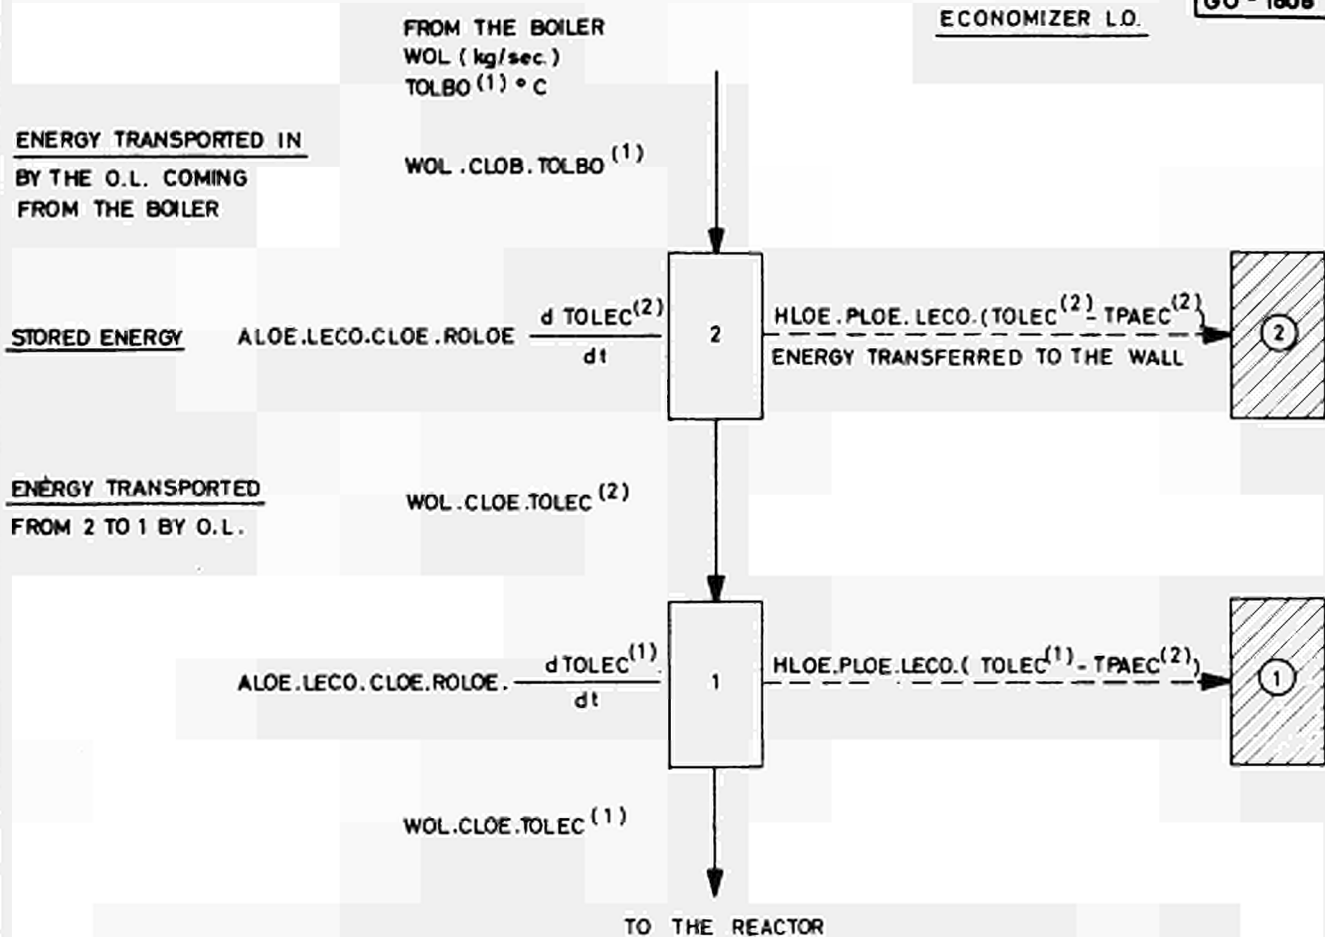 GO - 1608
ECONOMIZER L.O.
FROM THE BOILER
WOL (kg/sec.)
TOLBO(1) ° C
ENERGY TRANSPORTED IN
BY THE O.L. COMING
FROM THE BOILER
WOL .CLOB. TOLBO (1)
STORED ENERGY
ALOE.LECO.CLOE.ROLOE d TOLEC(2) / dt
2
HLOE.PLOE.LECO.(TOLEC(2) - TPAEC(2))
ENERGY TRANSFERRED TO THE WALL
2
ENERGY TRANSPORTED
FROM 2 TO 1 BY O.L.
WOL.CLOE.TOLEC(2)
ALOE.LECO.CLOE.ROLOE. d TOLEC(1) / dt
1
HLOE.PLOE.LECO.( TOLEC(1) - TPAEC(2))
1
WOL.CLOE.TOLEC(1)
TO THE REACTOR